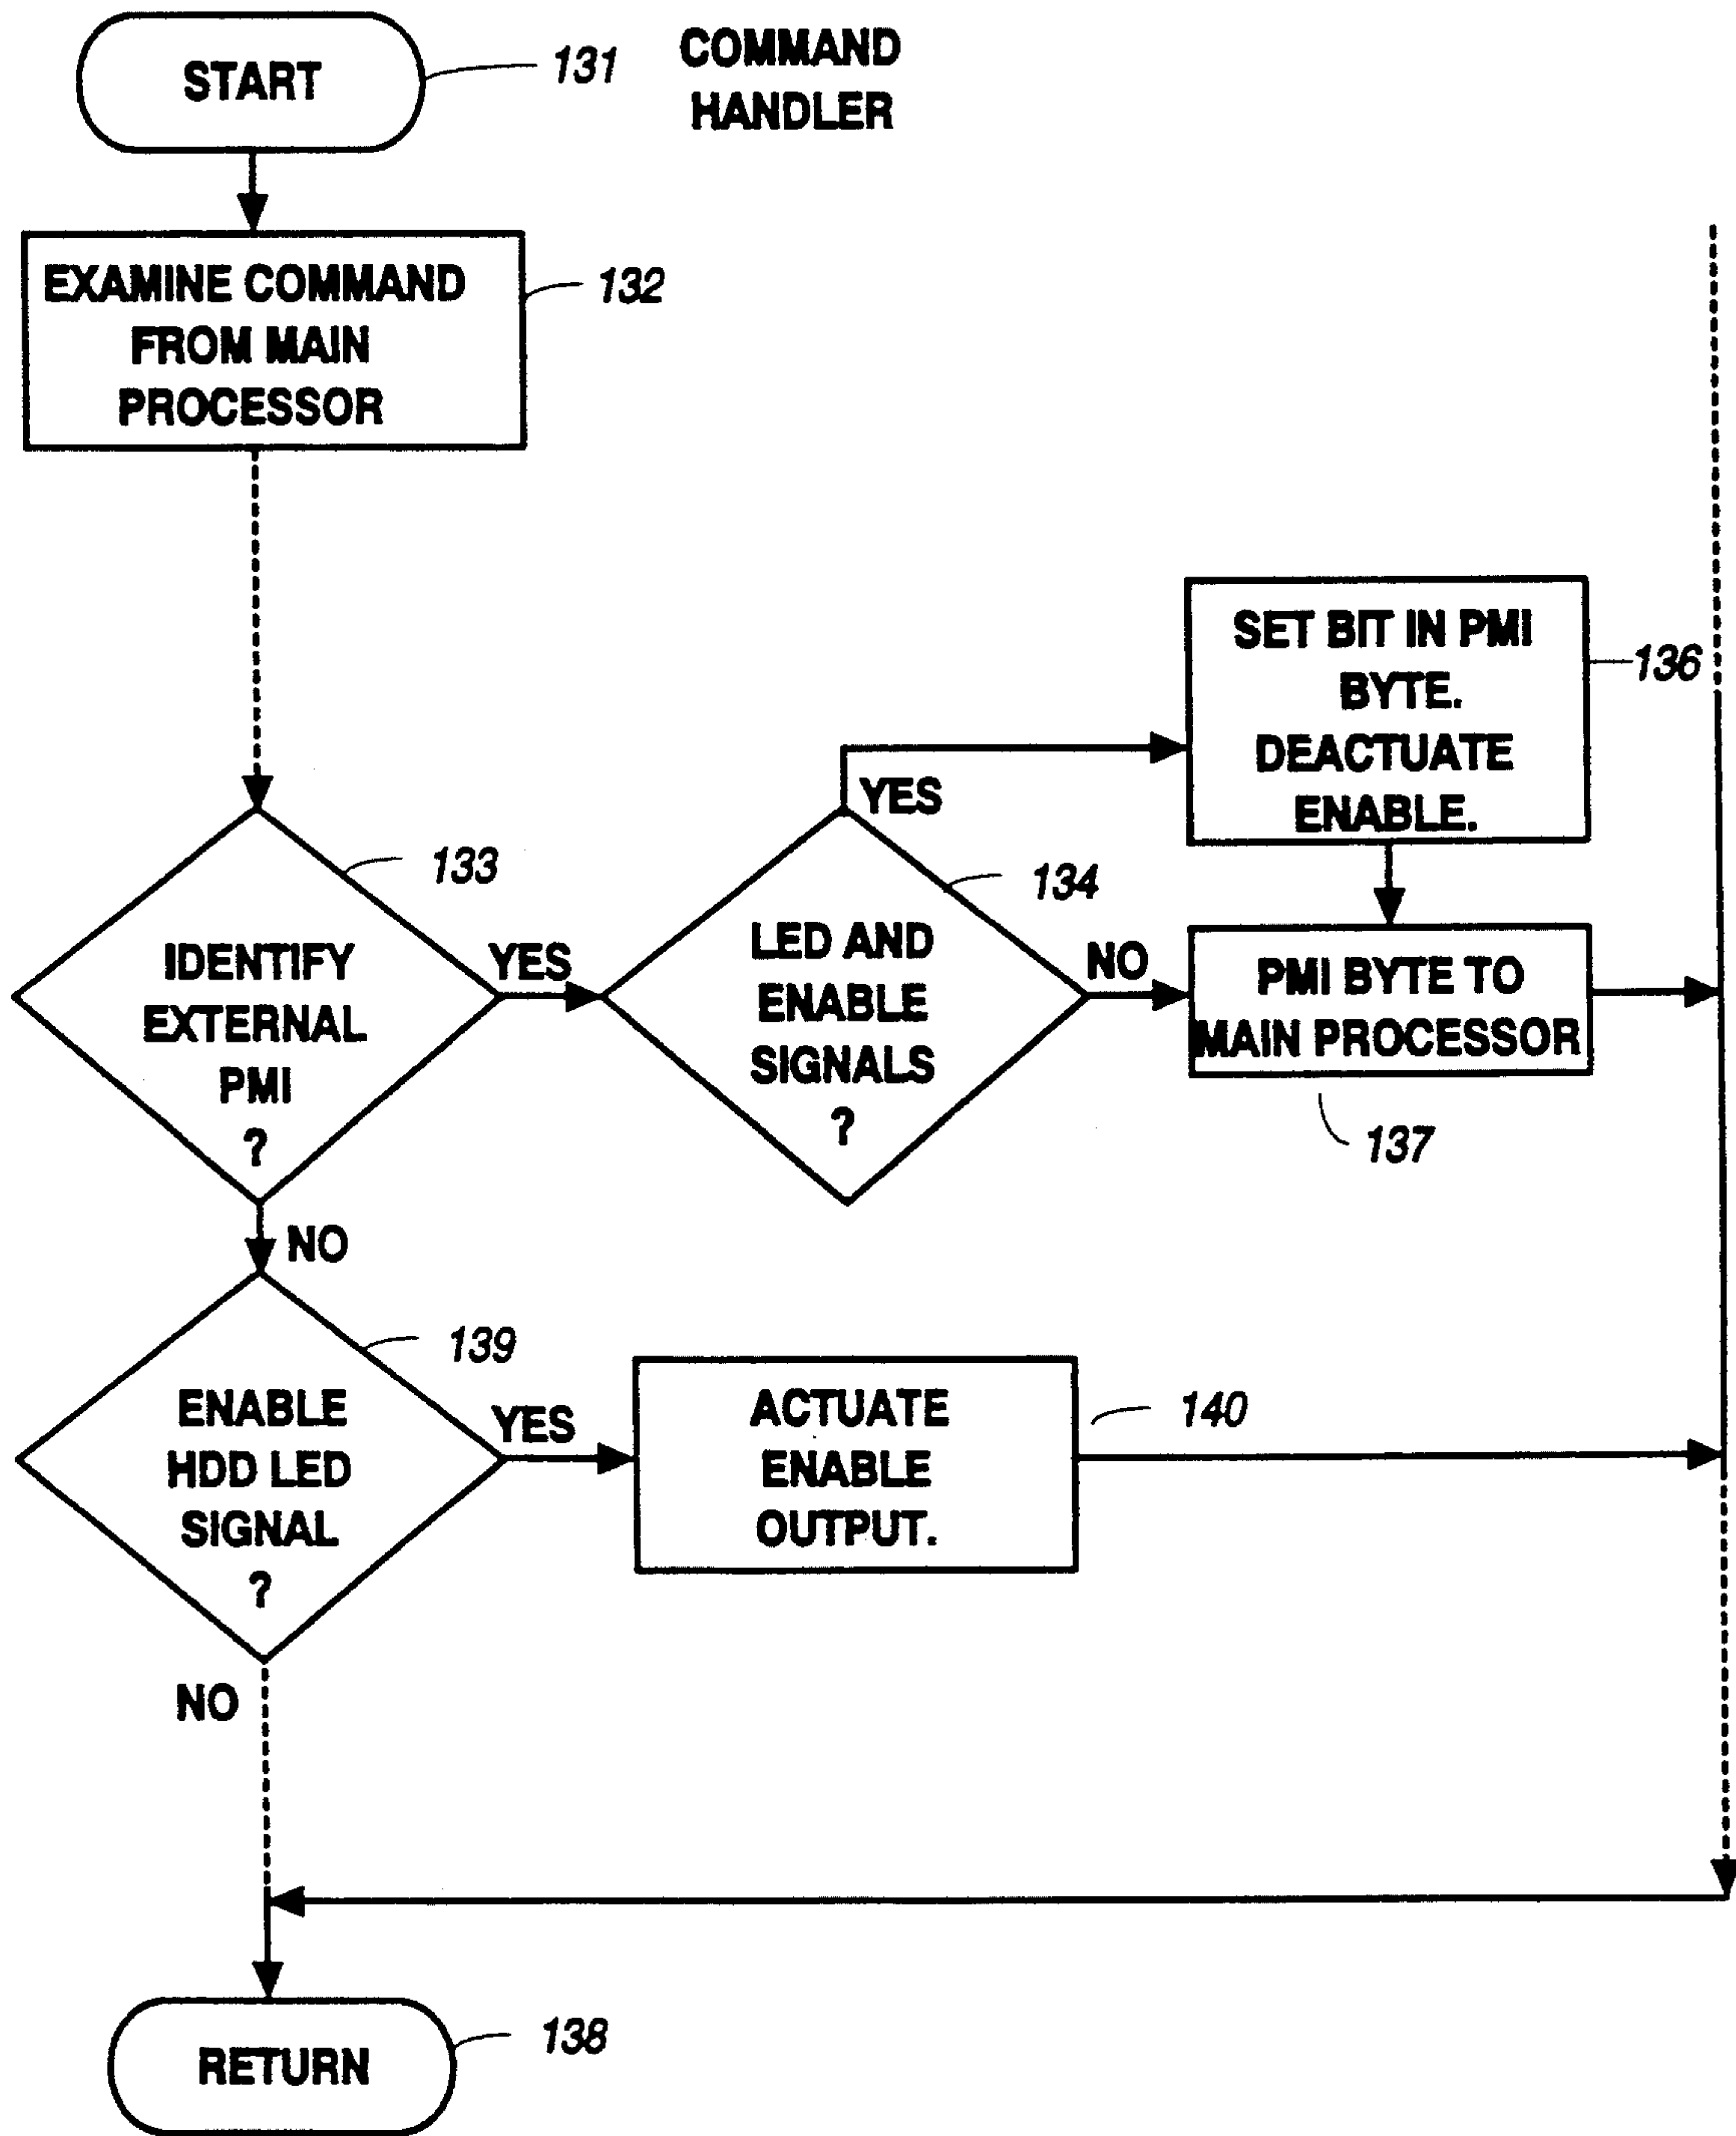 START
131
COMMAND
HANDLER
EXAMINE COMMAND
FROM MAIN
PROCESSOR
132
SET BIT IN PMI
BYTE.
DEACTUATE
ENABLE.
136
YES
133
134
IDENTIFY
EXTERNAL
PMI
?
YES
LED AND
ENABLE
SIGNALS
?
NO
PMI BYTE TO
MAIN PROCESSOR
137
NO
139
ENABLE
HDD LED
SIGNAL
?
YES
ACTUATE
ENABLE
OUTPUT.
140
NO
RETURN
138